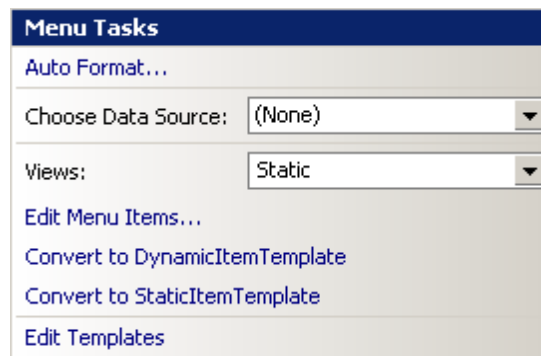 Menu Tasks
Auto Format...
Choose Data Source: (None)
Views: Static
Edit Menu Items...
Convert to DynamicItemTemplate
Convert to StaticItemTemplate
Edit Templates